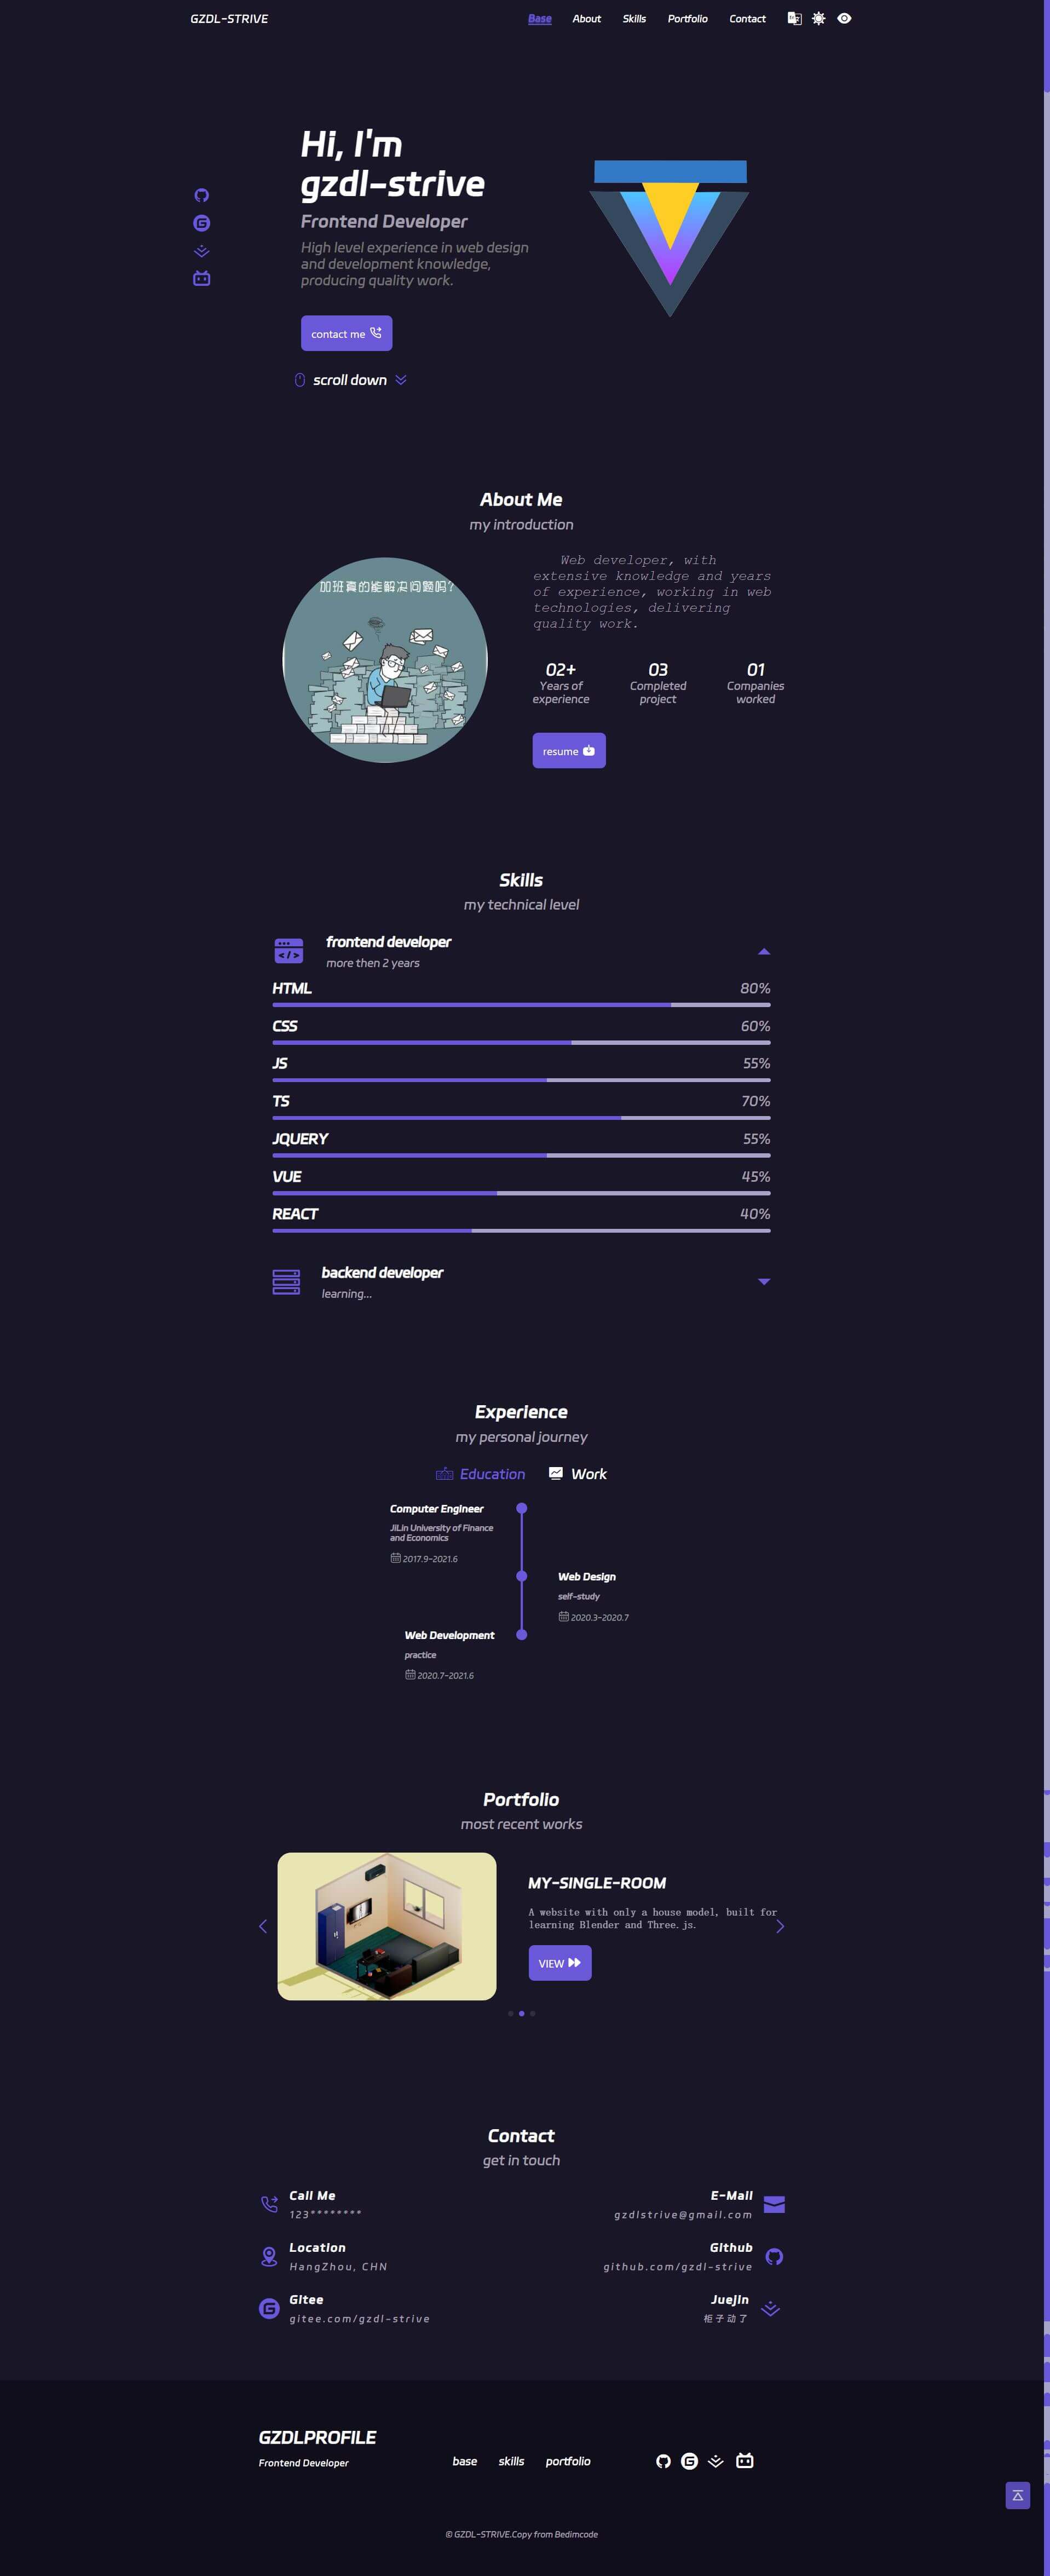 GZDL-STRIVE
Base About Skills Portfolio Contact
Hi, I'm
gzdl-strive
Frontend Developer
High level experience in web design
and development knowledge,
producing quality work.
contact me
scroll down
About Me
my introduction
加班真的能解决问题吗?
Web developer, with
extensive knowledge and years
of experience, working in web
technologies, delivering
quality work.
02+ 03 01
Years of Completed Companies
experience project worked
resume
Skills
my technical level
frontend developer
more then 2 years
HTML 80%
CSS 60%
JS 55%
TS 70%
JQUERY 55%
VUE 45%
REACT 40%
backend developer
learning...
Experience
my personal journey
Education Work
Computer Engineer
JiLin University of Finance
and Economics
2017.9-2021.6
Web Design
self-study
2020.3-2020.7
Web Development
practice
2020.7-2021.6
Portfolio
most recent works
MY-SINGLE-ROOM
A website with only a house model, built for
learning Blender and Three.js.
VIEW
Contact
get in touch
Call Me E-Mail
123******** gzdlstrive@gmail.com
Location Github
HangZhou, CHN github.com/gzdl-strive
Gitee Juejin
gitee.com/gzdl-strive 柜子动了
GZDLPROFILE
Frontend Developer
base skills portfolio
© GZDL-STRIVE.Copy from Bedimcode